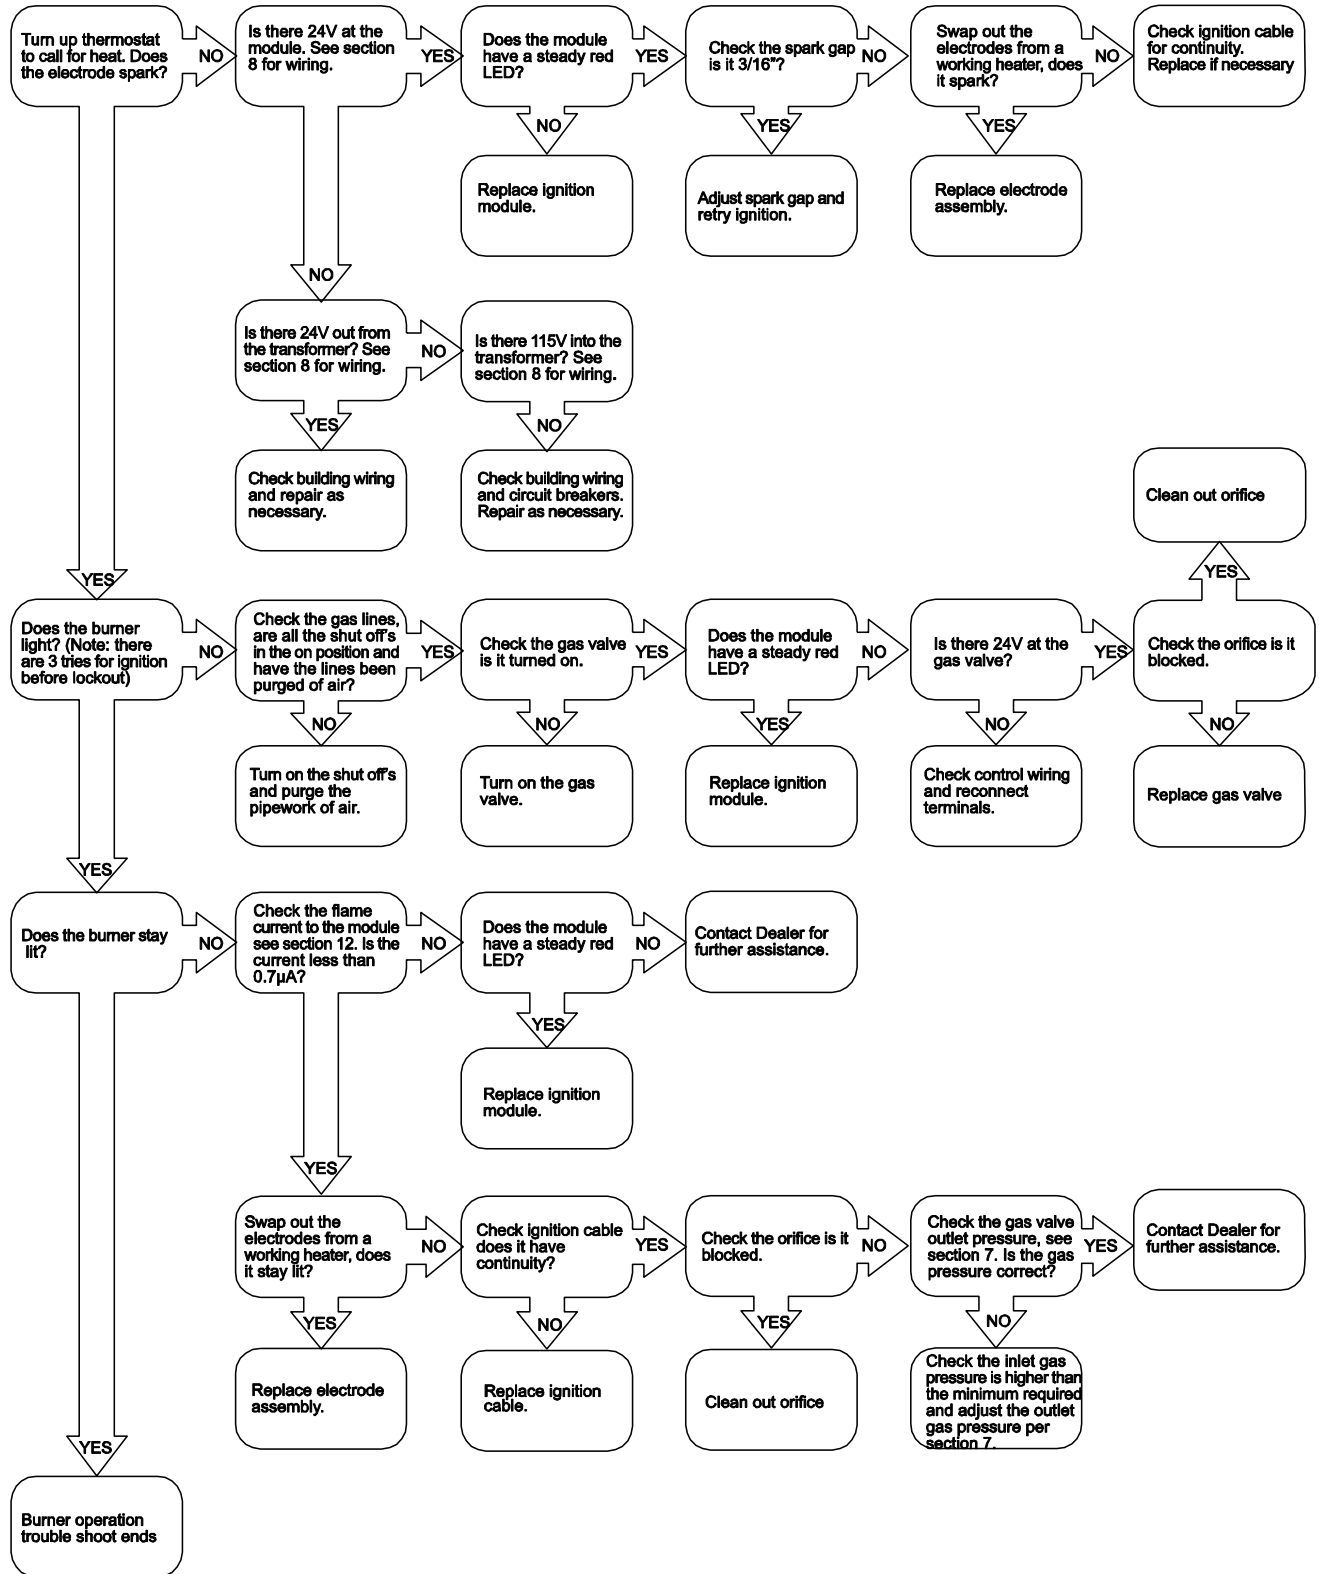 Turn up thermostat
to call for heat. Does
the electrode spark?
NO
Is there 24V at the
module. See section
8 for wiring.
YES
Does the module
have a steady red
LED?
YES
Check the spark gap
is it 3/16"?
NO
Swap out the
electrodes from a
working heater, does
it spark?
NO
Check ignition cable
for continuity.
Replace if necessary
NO
YES
YES
Replace ignition
module.
Adjust spark gap and
retry ignition.
Replace electrode
assembly.
NO
Is there 24V out from
the transformer? See
section 8 for wiring.
NO
Is there 115V into the
transformer? See
section 8 for wiring.
YES
NO
Check building wiring
and repair as
necessary.
Check building wiring
and circuit breakers.
Repair as necessary.
Clean out orifice
YES
YES
Does the burner
light? (Note: there
are 3 tries for ignition
before lockout)
NO
Check the gas lines,
are all the shut off's
in the on position and
have the lines been
purged of air?
YES
Check the gas valve
is it turned on.
YES
Does the module
have a steady red
LED?
NO
Is there 24V at the
gas valve?
YES
Check the orifice is it
blocked.
NO
NO
YES
NO
NO
Turn on the shut off's
and purge the
pipework of air.
Turn on the gas
valve.
Replace ignition
module.
Check control wiring
and reconnect
terminals.
Replace gas valve
YES
Does the burner stay
lit?
NO
Check the flame
current to the module
see section 12. Is the
current less than
0.7µA?
NO
Does the module
have a steady red
LED?
NO
Contact Dealer for
further assistance.
YES
Replace ignition
module.
YES
Swap out the
electrodes from a
working heater, does
it stay lit?
NO
Check ignition cable
does it have
continuity?
YES
Check the orifice is it
blocked.
NO
Check the gas valve
outlet pressure, see
section 7. Is the gas
pressure correct?
YES
Contact Dealer for
further assistance.
YES
NO
YES
NO
Replace electrode
assembly.
Replace ignition
cable.
Clean out orifice
Check the inlet gas
pressure is higher than
the minimum required
and adjust the outlet
gas pressure per
section 7.
YES
Burner operation
trouble shoot ends